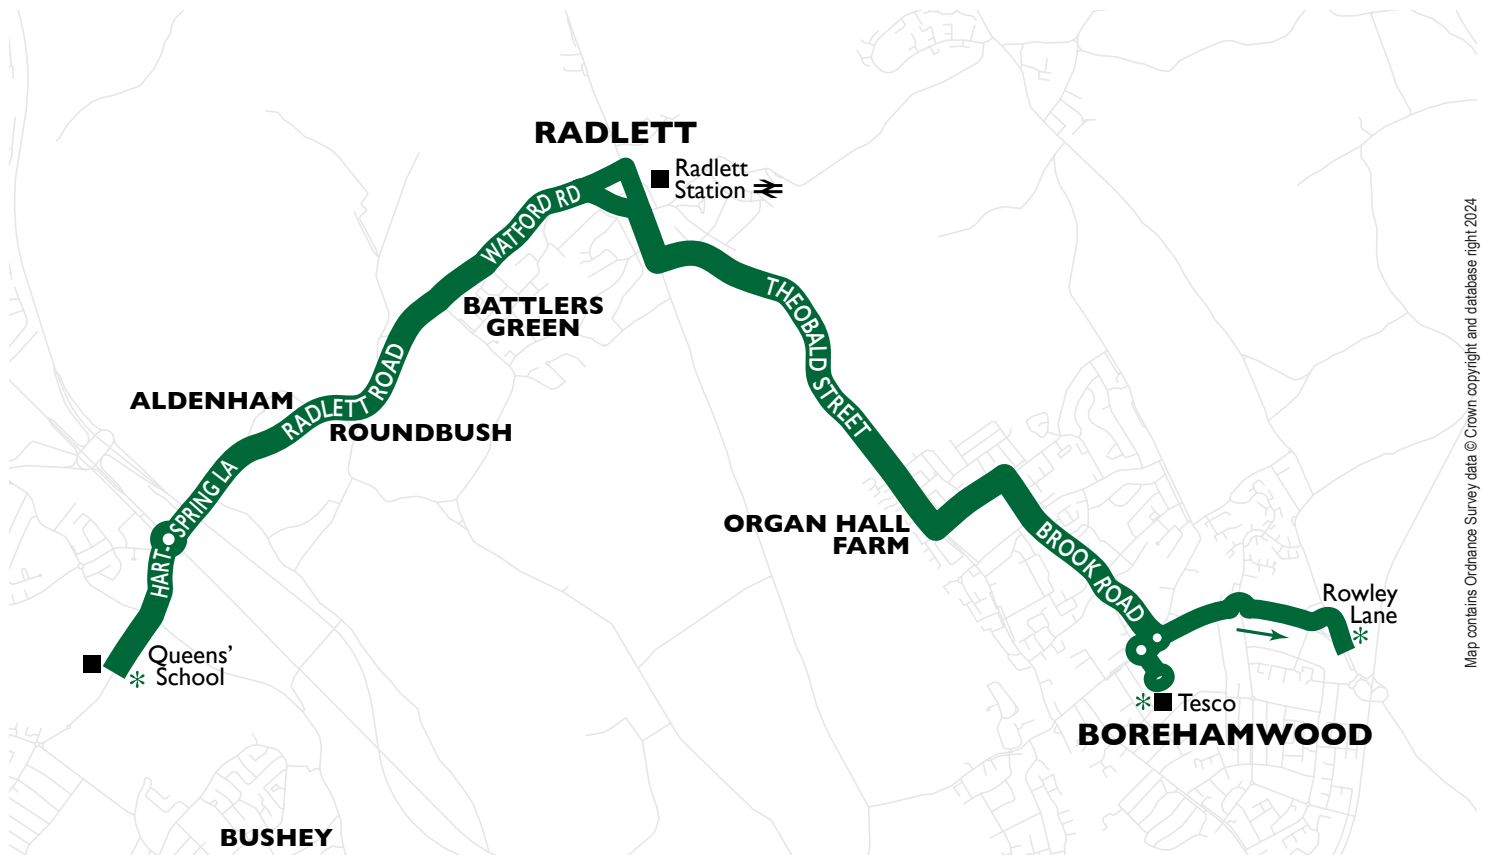 RADLETT
Radlett
Station
WATFORD RD
BATTLERS
GREEN
THEOBALD STREET
ALDENHAM
RADLETT ROAD
ROUNDBUSH
HART-
SPRING LA
ORGAN HALL
FARM
BROOK ROAD
Rowley
Lane
*
Queens’
School
*
Tesco
*
BOREHAMWOOD
BUSHEY
Map contains Ordnance Survey data © Crown copyright and database right 2024